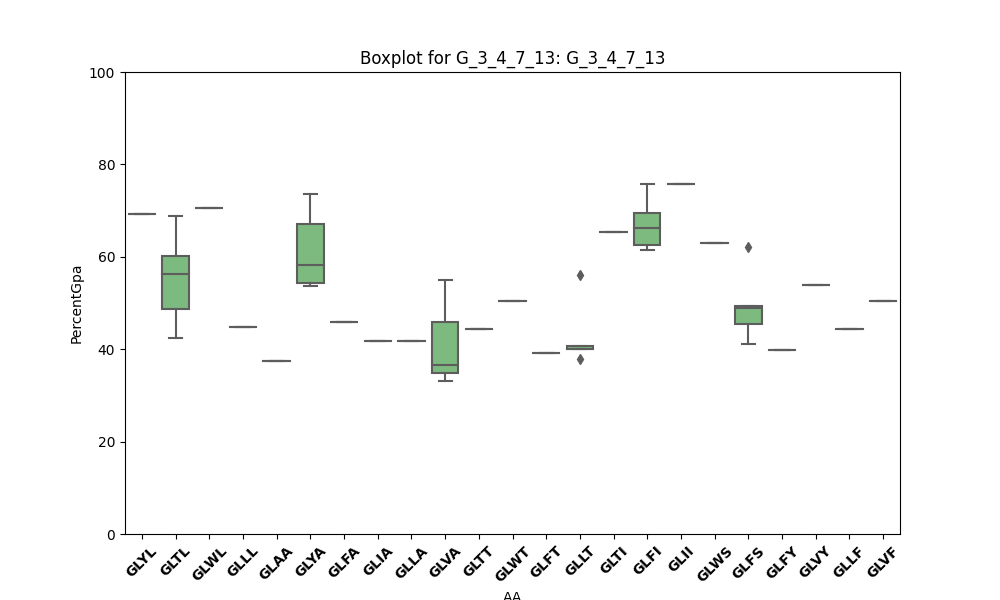 Boxplot for G_3_4_7_13: G_3_4_7_13
PercentGpa
100
80
60
40
20
0
GLYL GLTL GLWL GLLL GLAA GLYA GLFA GLIA GLLA GLVA GLTT GLWT GLFT GLLT GLTI GLFI GLII GLWS GLFS GLFY GLVY GLLF GLVF
AA